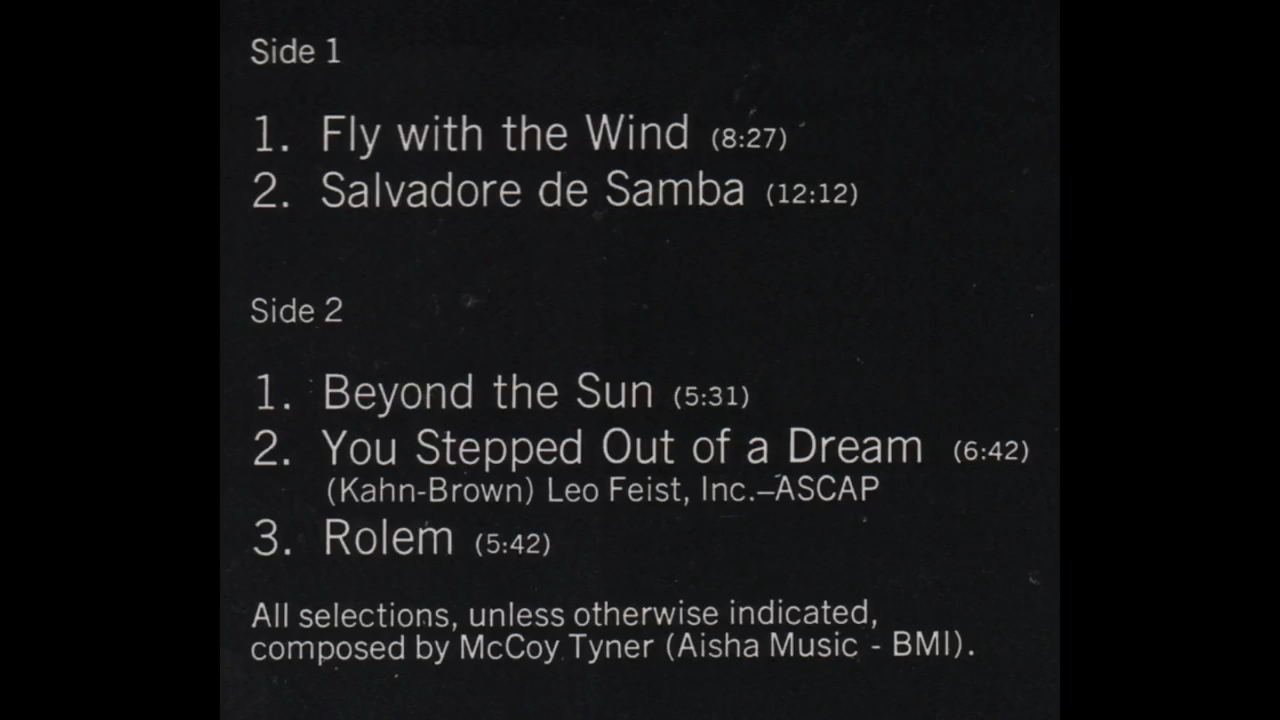 Side 1
1. Fly with the Wind (8:27)
2. Salvadore de Samba (12:12)
Side 2
1. Beyond the Sun (5:31)
2. You Stepped Out of a Dream (6:42)
(Kahn-Brown) Leo Feist, Inc.–ASCAP
3. Rolem (5:42)
All selections, unless otherwise indicated,
composed by McCoy Tyner (Aisha Music - BMI).